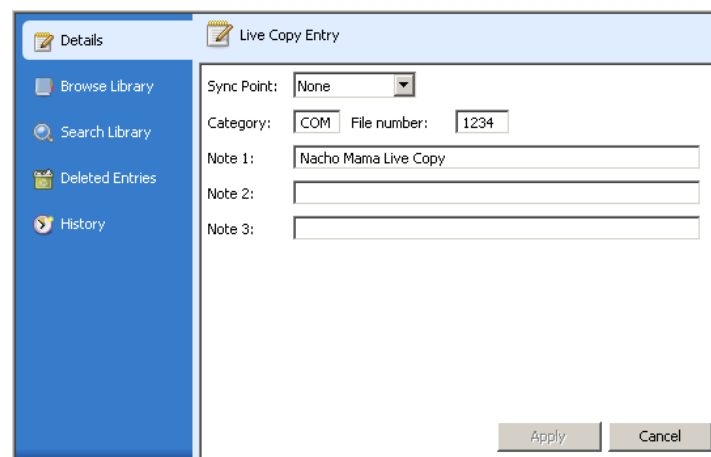 Details
Browse Library
Search Library
Deleted Entries
History
Live Copy Entry
Sync Point: None
Category: COM File number: 1234
Note 1: Nacho Mama Live Copy
Note 2:
Note 3:
Apply Cancel